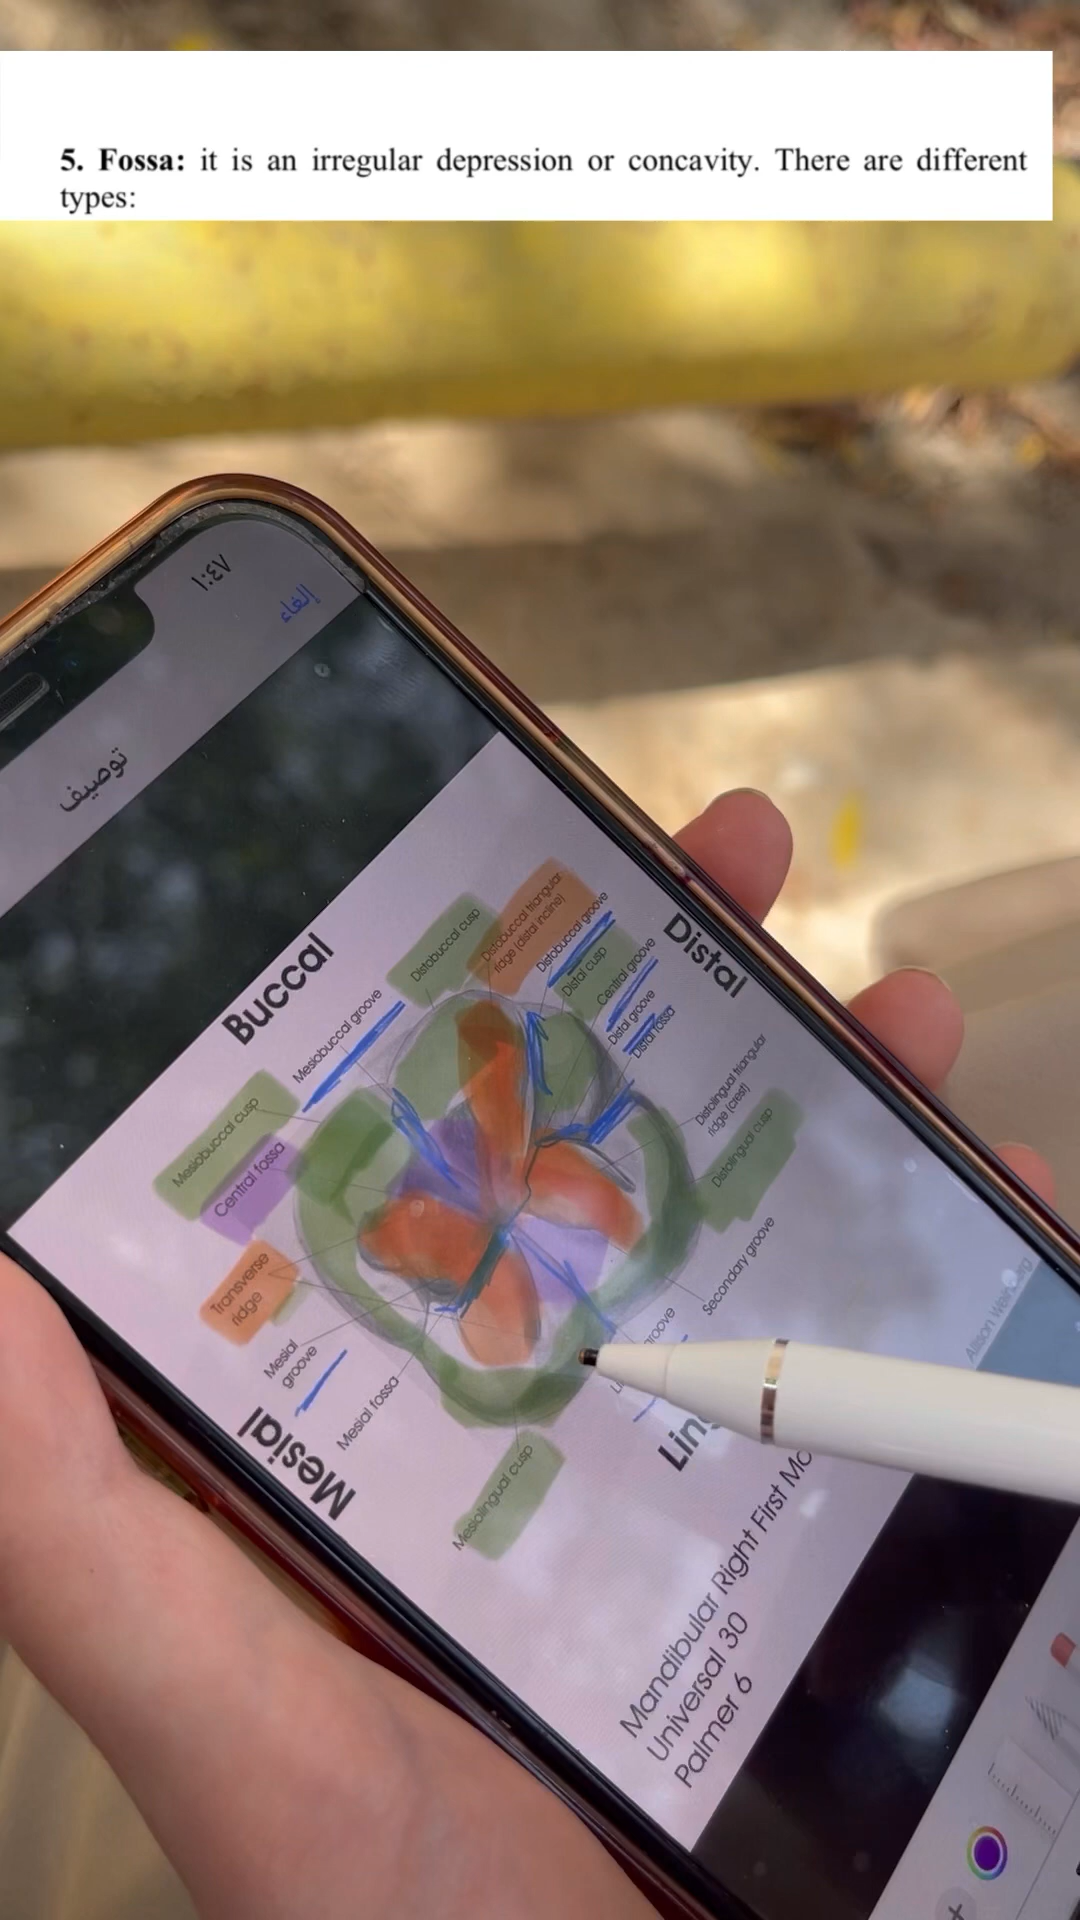 5. Fossa: it is an irregular depression or concavity. There are different
types:
١:٤٧
إلغاء
توصيف
Buccal
Distal
Mesial
Distobuccal cusp
Distobuccal triangular
ridge (distal incline)
Distobuccal groove
Distal cusp
Central groove
Distal groove
Distal fossa
Distolingual triangular
ridge (crest)
Distolingual cusp
Secondary groove
groove
Mesiobuccal groove
Mesiobuccal cusp
Central fossa
Transverse
ridge
Mesial
groove
Mesial fossa
Mesiolingual cusp
Mandibular Right First
Universal 30
Palmer 6